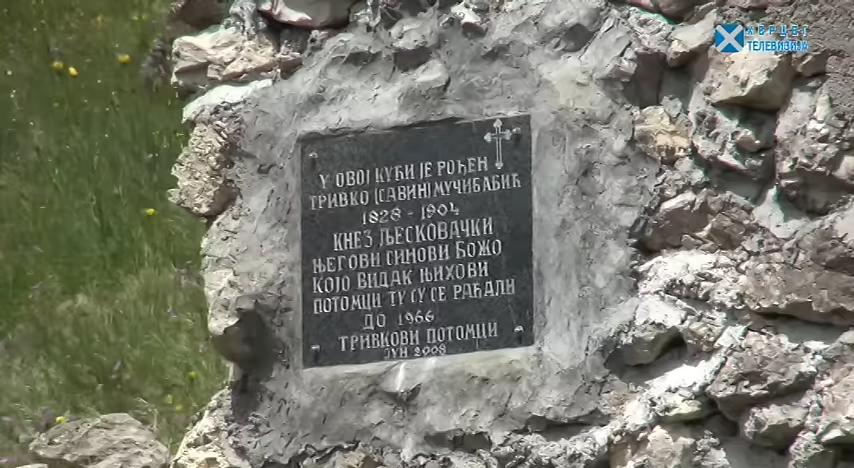 ХЕРЦЕГ
ТЕЛЕВИЗИЈА
У ОВОЈ КУЋИ ЈЕ РОЂЕН
ТРИВКО (САВИН) МУЧИБАБИЋ
1828 - 1904
КНЕЗ ЉЕСКОВАЧКИ
ЊЕГОВИ СИНОВИ БОЖО
КОЈО ВИДАК ЊИХОВИ
ПОТОМЦИ ТУ СУ СЕ РАЂАЛИ
ДО 1966
ТРИВКОВИ ПОТОМЦИ
ЈУН 2008